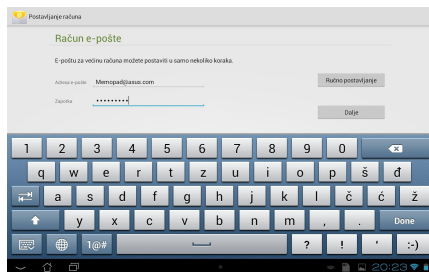 Postavljanje računa
Račun e-pošte
E-poštu za većinu računa možete postaviti u samo nekoliko koraka.
Adresa e-pošte Memopad@asus.com Ručno postavljanje
Zaporka ••••••••• Dalje
1 2 3 4 5 6 7 8 9 0
q w e r t z u i o p š đ
a s d f g h j k l č ć ž
y x c v b n m , . Done
1@# ? ! ' :-)
20:23